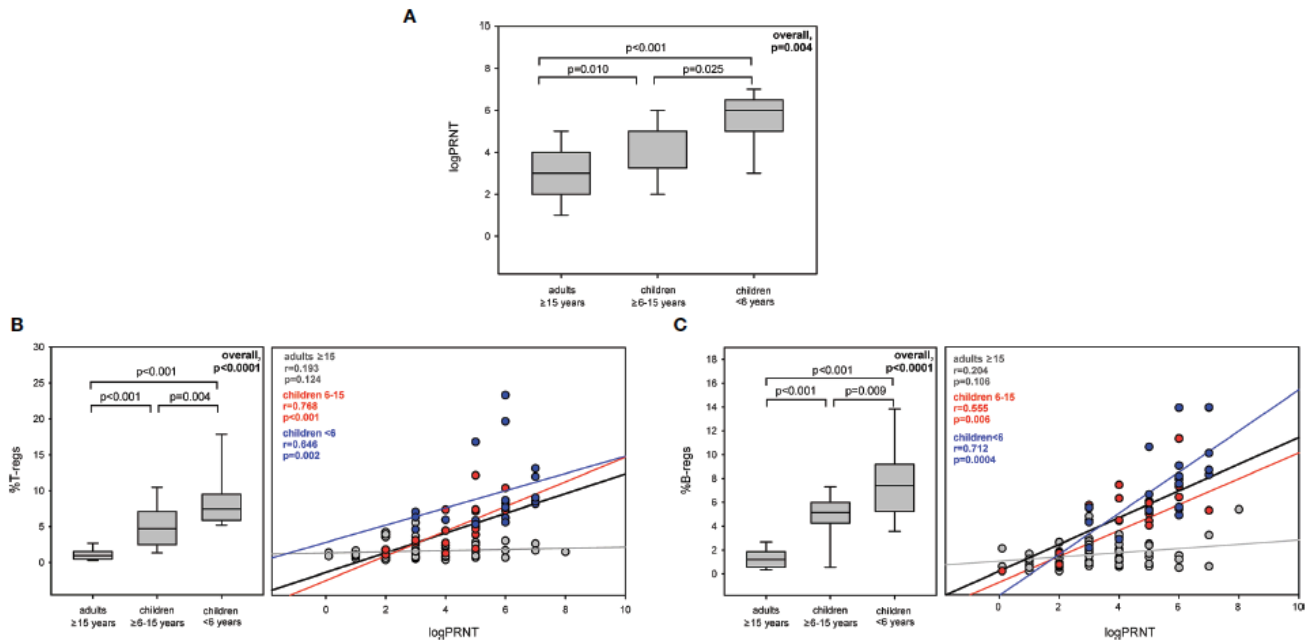 A
10
8
6
4
2
0
logPRNT
overall,
p=0.004
p<0.001
p=0.010
p=0.025
adults
≥15 years
children
≥6-15 years
children
<6 years
B
30
25
20
15
10
5
0
%T-regs
overall,
p<0.0001
p<0.001
p<0.001
p=0.004
adults
≥15 years
children
≥6-15 years
children
<6 years
adults ≥15
r=0.193
p=0.124
children 6-15
r=0.768
p<0.001
children <6
r=0.646
p=0.002
0
2
4
6
8
10
logPRNT
C
18
16
14
12
10
8
6
4
2
0
%B-regs
overall,
p<0.0001
p<0.001
p<0.001
p=0.009
adults
≥15 years
children
≥6-15 years
children
<6 years
adults ≥15
r=0.204
p=0.106
children 6-15
r=0.555
p=0.006
children<6
r=0.712
p=0.0004
0
2
4
6
8
10
logPRNT